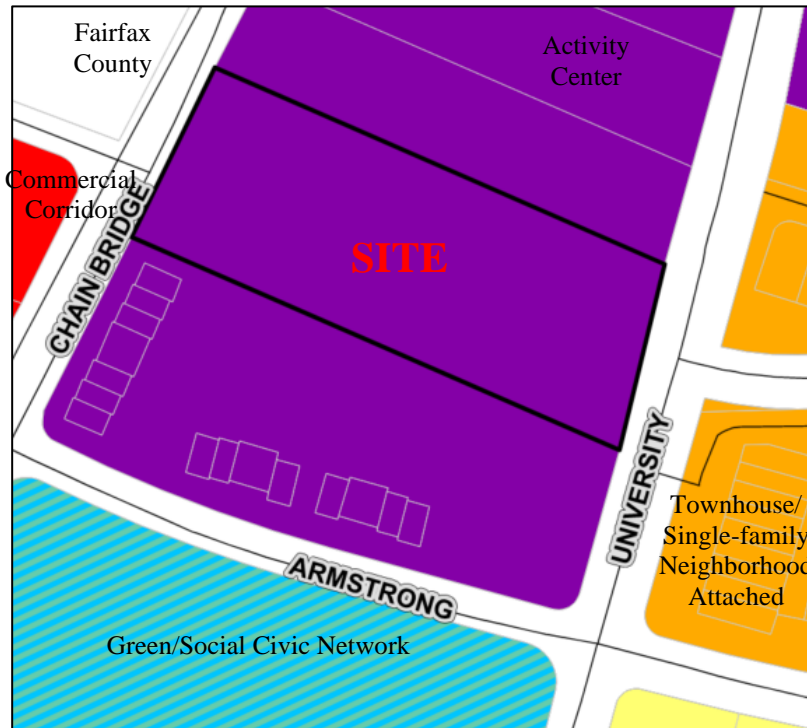 Fairfax
County
Activity
Center
Commercial
Corridor
CHAIN BRIDGE
SITE
UNIVERSITY
Townhouse/
Single-family
Neighborhood
Attached
ARMSTRONG
Green/Social Civic Network